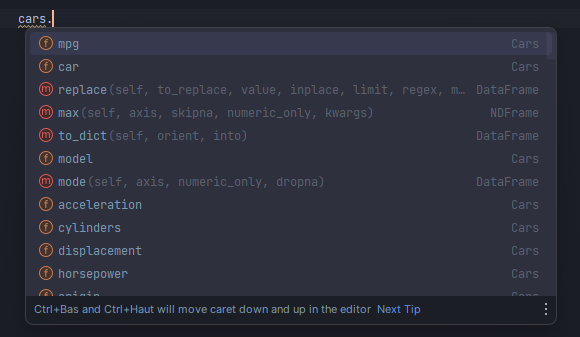 cars.
f mpg Cars
f car Cars
m replace(self, to_replace, value, inplace, limit, regex, m… DataFrame
m max(self, axis, skipna, numeric_only, kwargs) NDFrame
m to_dict(self, orient, into) DataFrame
f model Cars
m mode(self, axis, numeric_only, dropna) DataFrame
f acceleration Cars
f cylinders Cars
f displacement Cars
f horsepower Cars
f origin Cars
Ctrl+Bas and Ctrl+Haut will move caret down and up in the editor Next Tip